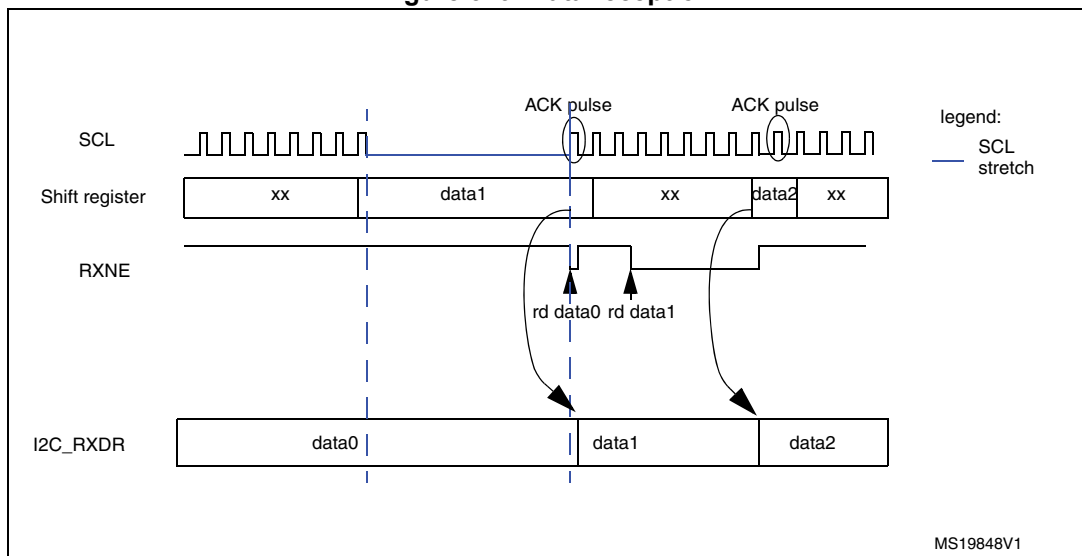 ACK pulse ACK pulse
legend:
SCL
SCL
stretch
Shift register xx data1 xx data2 xx
RXNE
rd data0 rd data1
I2C_RXDR data0 data1 data2
MS19848V1